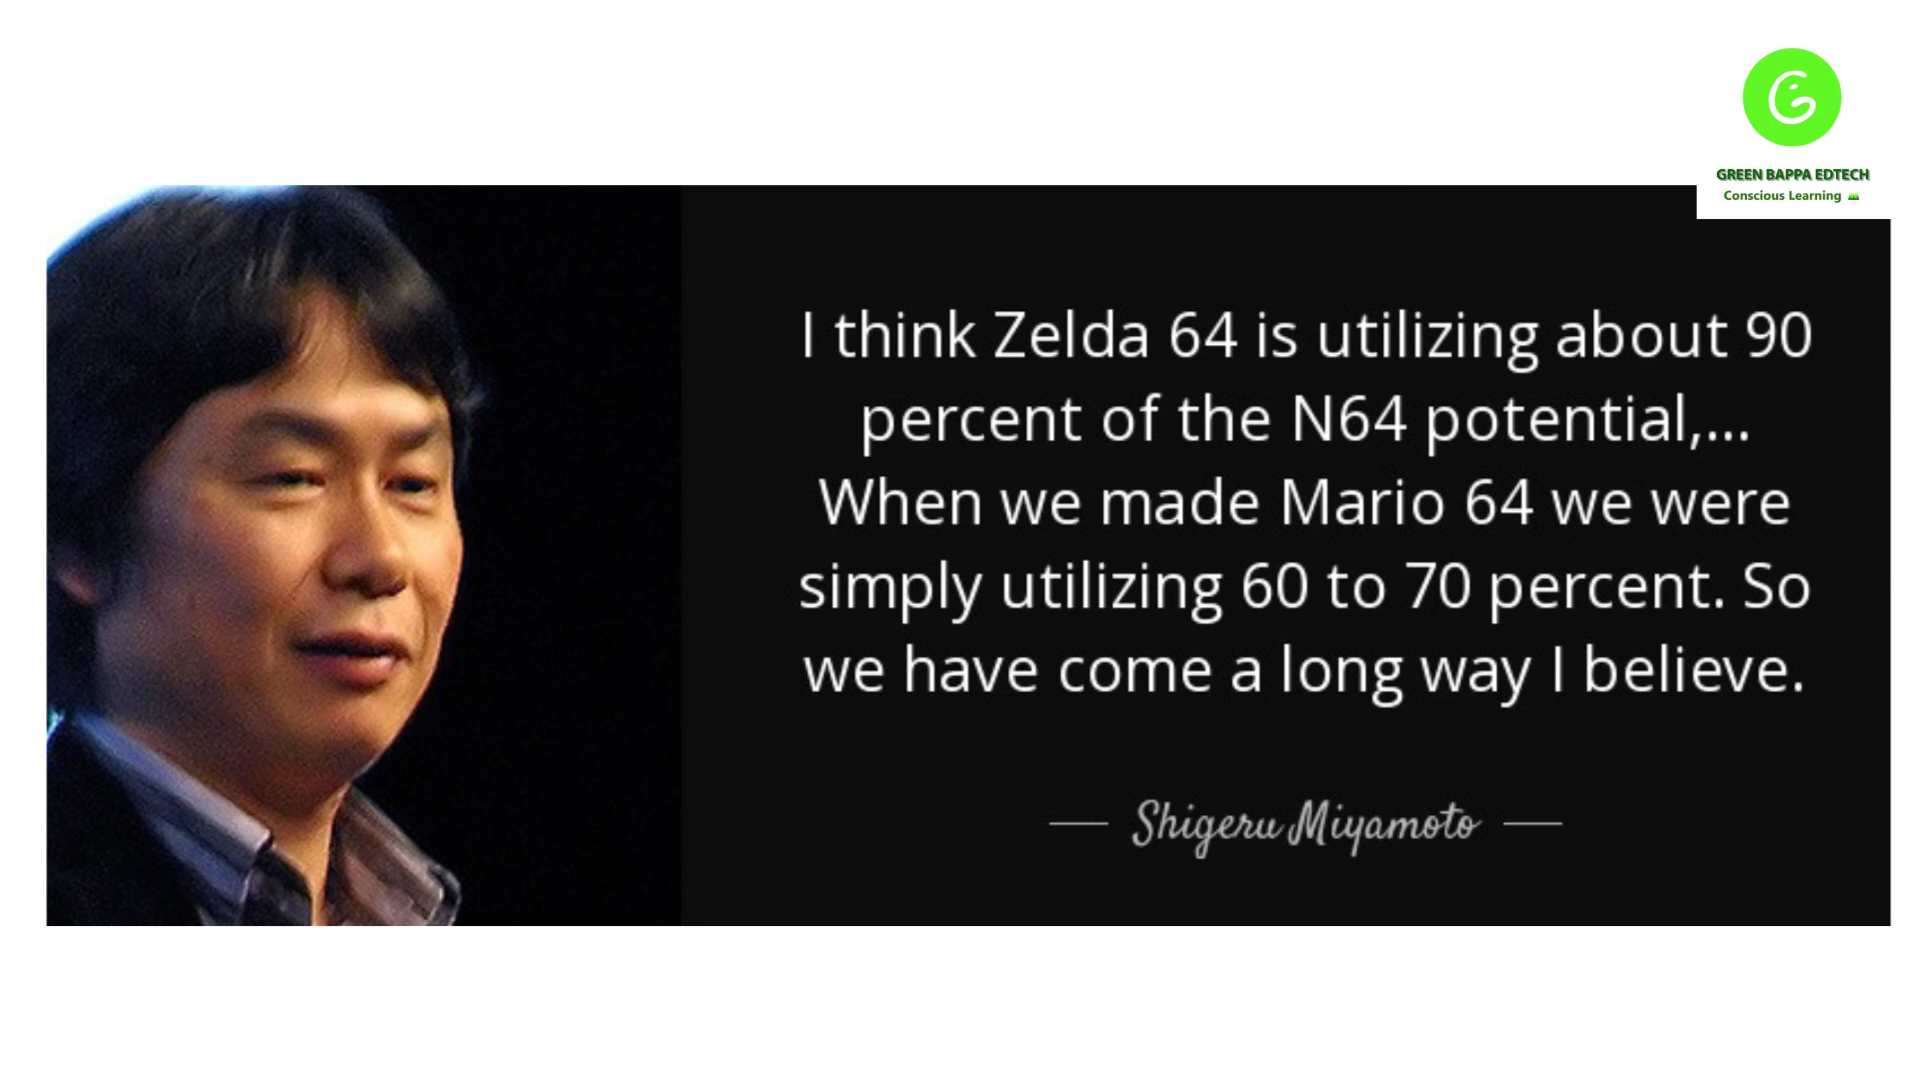 GREEN BAPPA EDTECH
Conscious Learning
I think Zelda 64 is utilizing about 90
percent of the N64 potential,...
When we made Mario 64 we were
simply utilizing 60 to 70 percent. So
we have come a long way I believe.
Shigeru Miyamoto